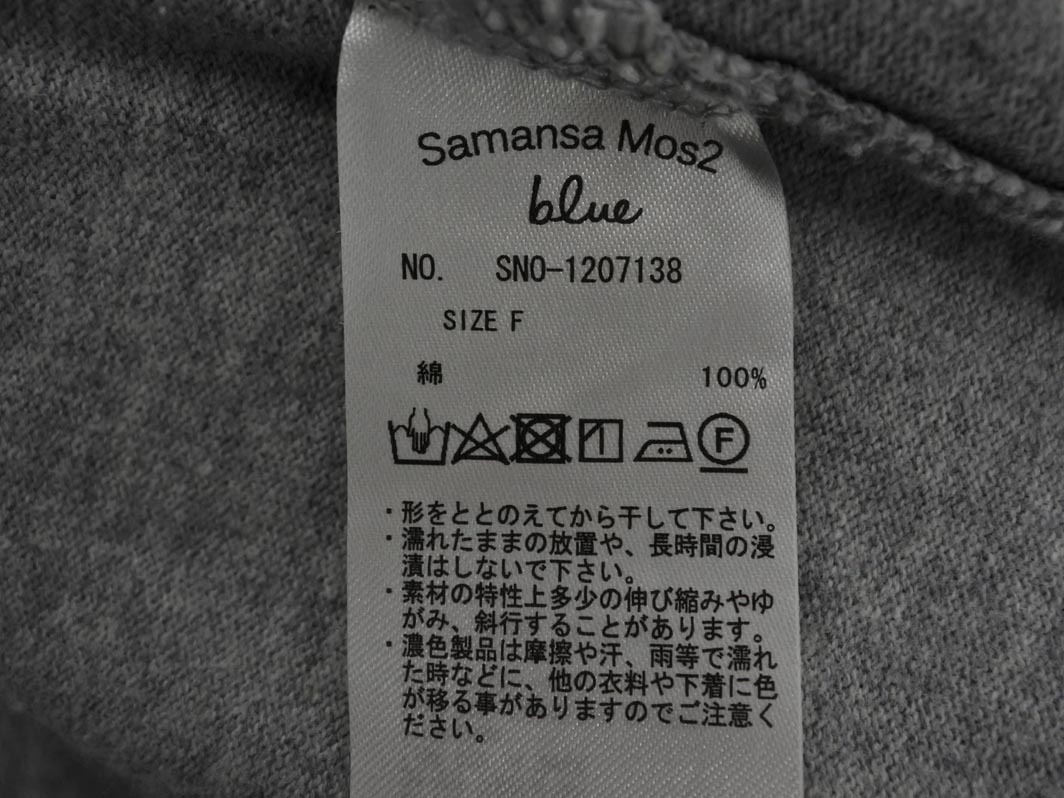 Samansa Mos2
blue
NO. SNO-1207138
SIZE F
綿 100%
F
・形をととのえてから干して下さい。
・濡れたままの放置や、長時間の浸
漬はしないで下さい。
・素材の特性上多少の伸び縮みやゆ
がみ、斜行することがあります。
・濃色製品は摩擦や汗、雨等で濡れ
た時などに、他の衣料や下着に色
が移る事がありますのでご注意く
ださい。